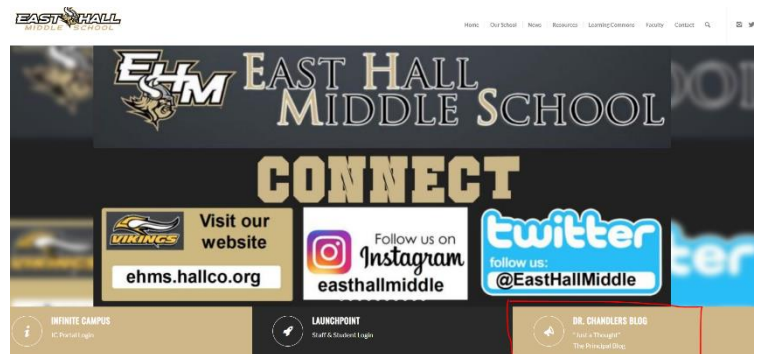 EAST HALL
MIDDLE SCHOOL
Home Our School News Resources Learning Commons Faculty Contact
EHM EAST HALL
MIDDLE SCHOOL
CONNECT
VIKINGS
Visit our
website
ehms.hallco.org
Follow us on
Instagram
easthallmiddle
twitter
follow us:
@EastHallMiddle
INFINITE CAMPUS
IC Portal Login
LAUNCHPOINT
Staff & Student Login
DR. CHANDLERS BLOG
"Just a Thought"
The Principal Blog